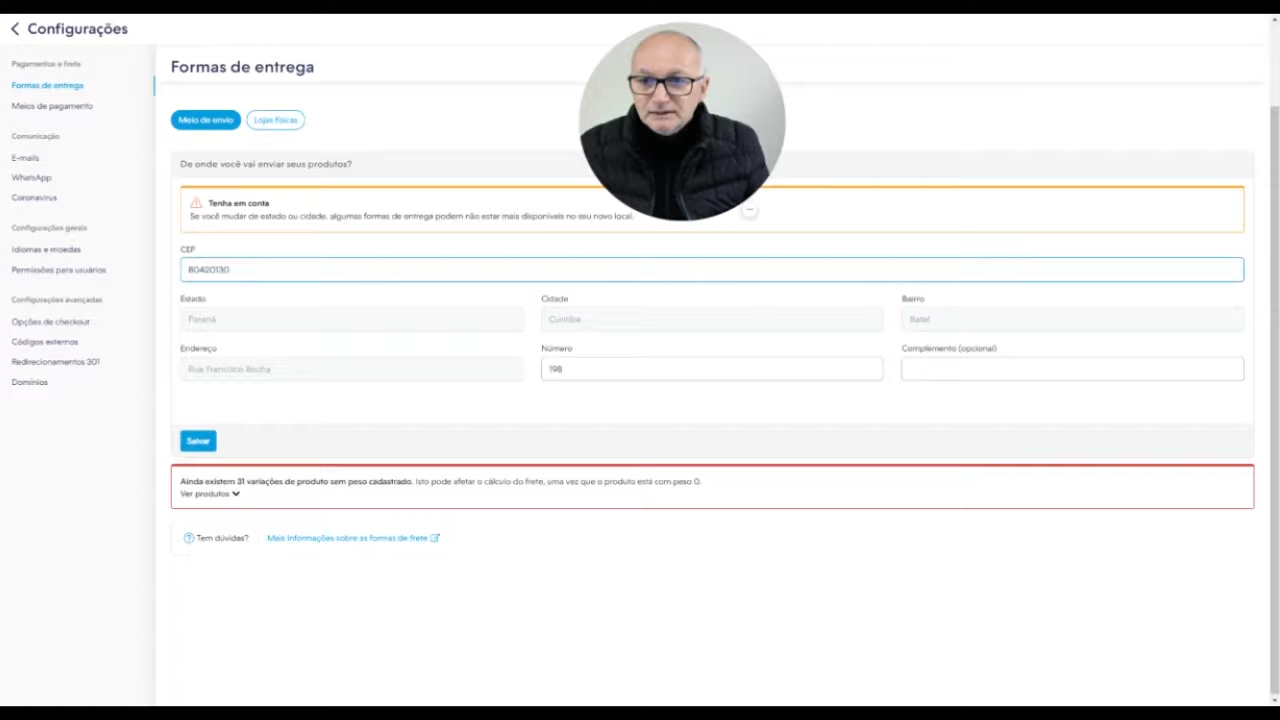 Configurações
Pagamentos e frete
Formas de entrega
Meios de pagamento
Comunicação
E-mails
WhatsApp
Coronavírus
Configurações gerais
Idiomas e moedas
Permissões para usuários
Configurações avançadas
Opções de checkout
Códigos externos
Redirecionamentos 301
Domínios
Formas de entrega
Meio de envio
Lojas físicas
De onde você vai enviar seus produtos?
Tenha em conta
Se você mudar de estado ou cidade, algumas formas de entrega podem não estar mais disponíveis no seu novo local.
CEP
80420130
Estado
Cidade
Bairro
Paraná
Curitiba
Batel
Endereço
Número
Complemento (opcional)
Rua Francisco Rocha
198
Salvar
Ainda existem 31 variações de produto sem peso cadastrado. Isto pode afetar o cálculo do frete, uma vez que o produto está com peso 0.
Ver produtos
Tem dúvidas?
Mais informações sobre as formas de frete